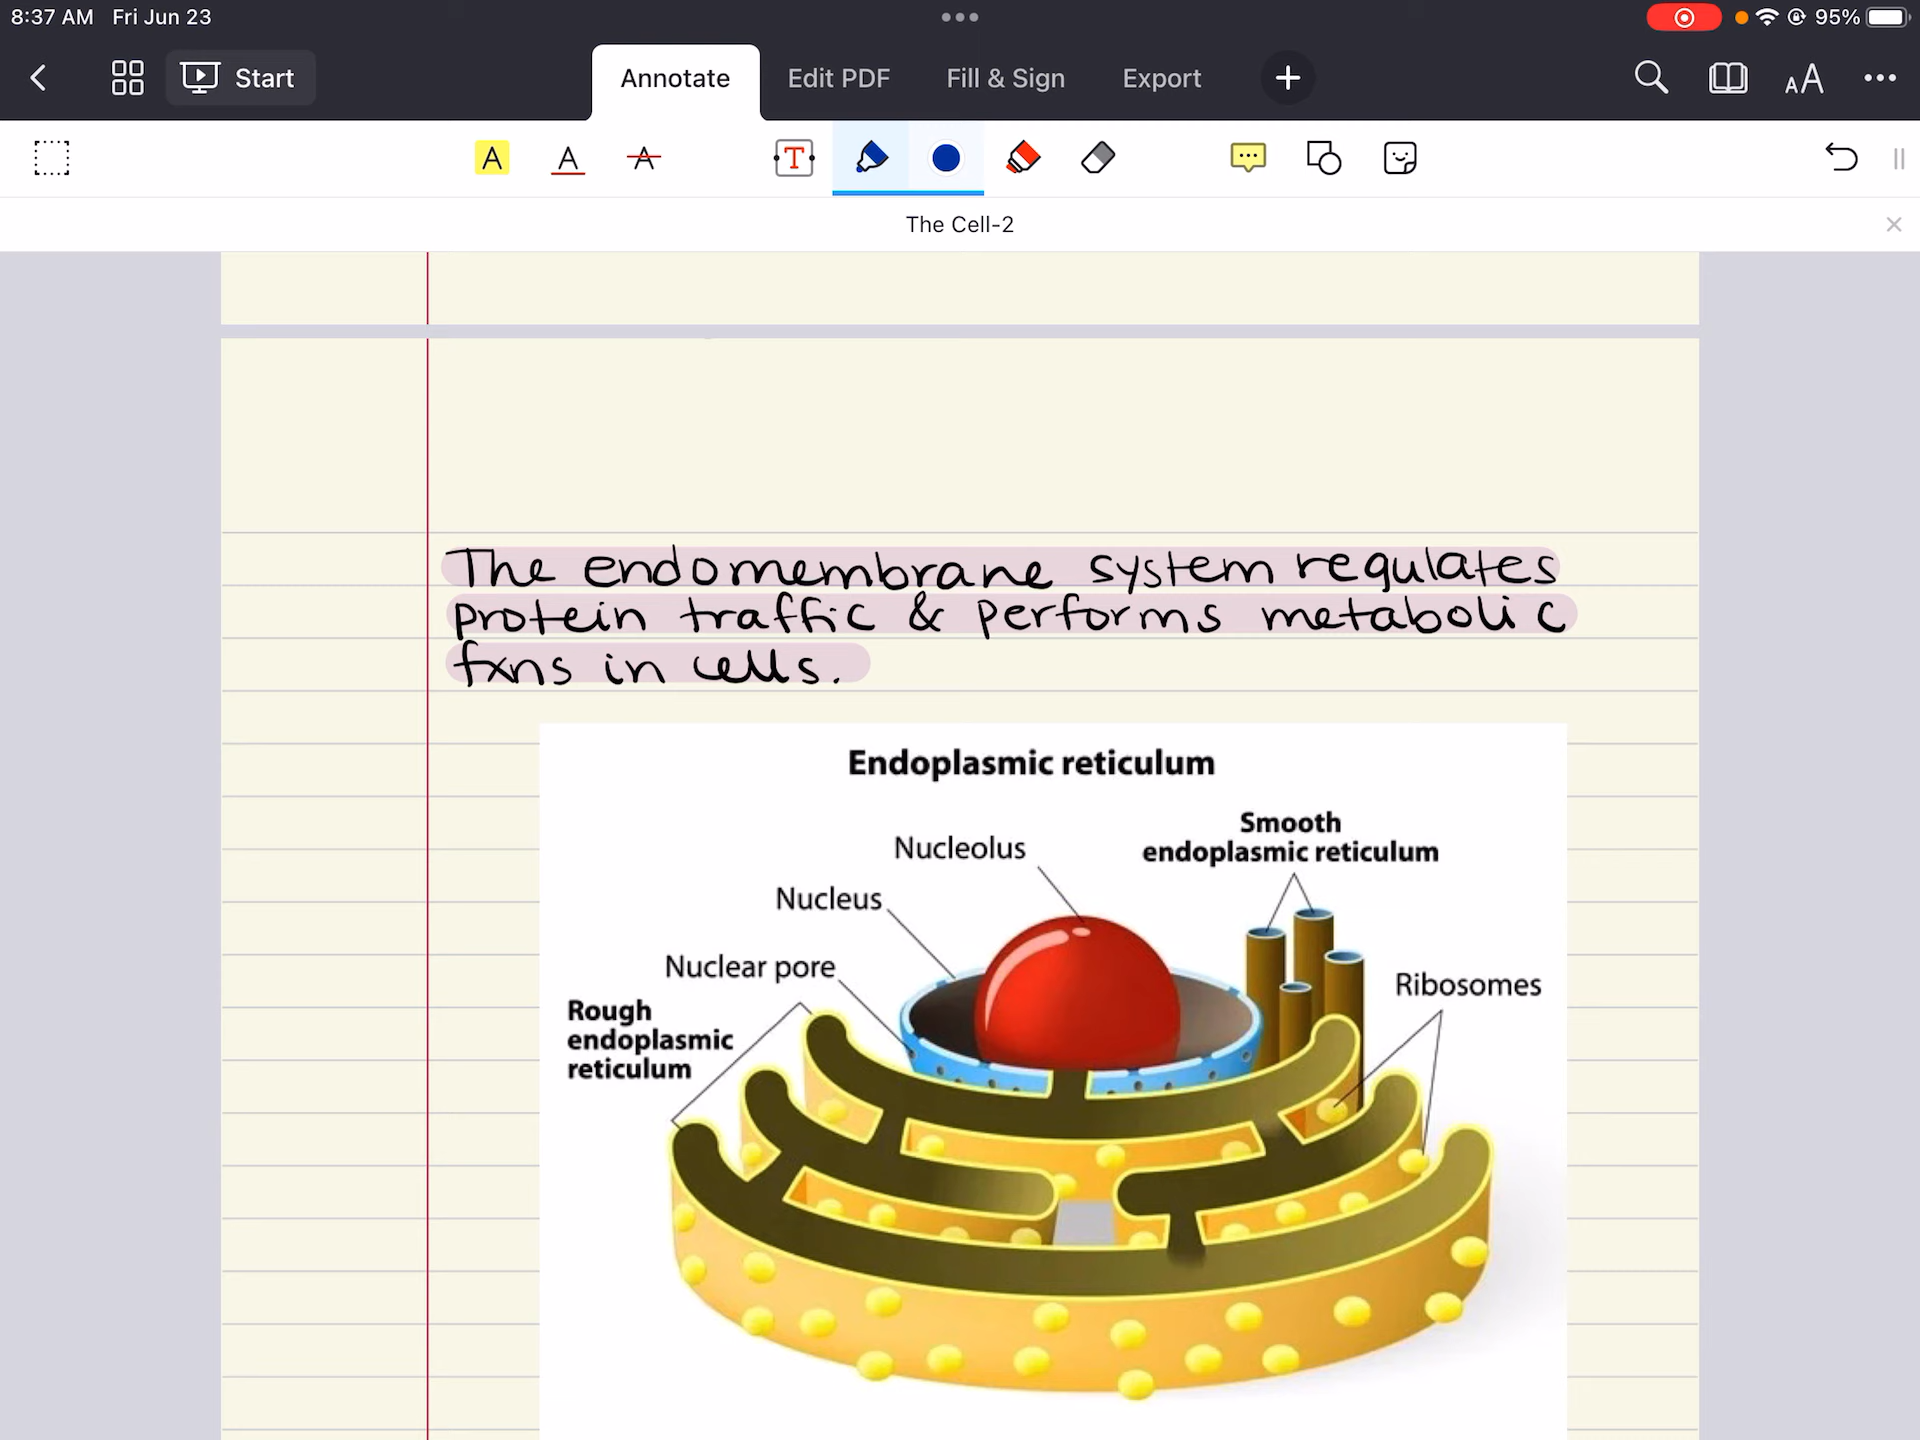 8:37 AM Fri Jun 23
95%
Start
Annotate
Edit PDF
Fill & Sign
Export
The Cell-2
The endomembrane system regulates
protein traffic & performs metabolic
fxns in cells.
Endoplasmic reticulum
Smooth
endoplasmic reticulum
Nucleolus
Nucleus
Nuclear pore
Ribosomes
Rough
endoplasmic
reticulum